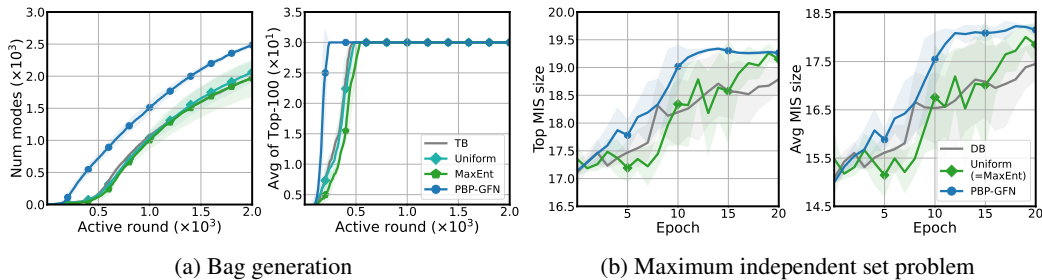 Num modes (×10³)
3.0
2.5
2.0
1.5
1.0
0.5
0.0
0.5 1.0 1.5 2.0
Active round (×10³)
Avg of Top-100 (×10¹)
3.5
3.0
2.5
2.0
1.5
1.0
0.5
0.5 1.0 1.5 2.0
Active round (×10³)
TB
Uniform
MaxEnt
PBP-GFN
(a) Bag generation
Top MIS size
20.0
19.5
19.0
18.5
18.0
17.5
17.0
16.5
5 10 15 20
Epoch
Avg MIS size
18.5
17.5
16.5
15.5
14.5
5 10 15 20
Epoch
DB
Uniform
(=MaxEnt)
PBP-GFN
(b) Maximum independent set problem